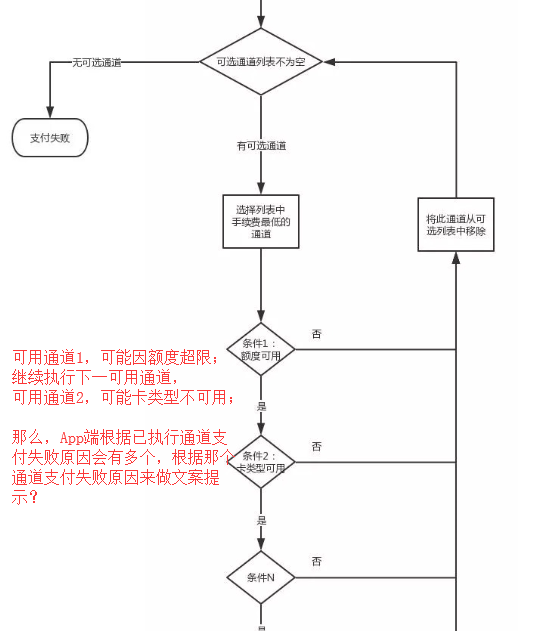 可选通道列表不为空
无可选通道
支付失败
有可选通道
选择列表中
手续费最低的
通道
将此通道从可
选列表中移除
条件1：
额度可用
否
是
可用通道1，可能因额度超限；
继续执行下一可用通道，
可用通道2，可能卡类型不可用；
那么，App端根据已执行通道支
付失败原因会有多个，根据那个
通道支付失败原因来做文案提
示？
条件2：
卡类型可用
否
是
条件N
否
是